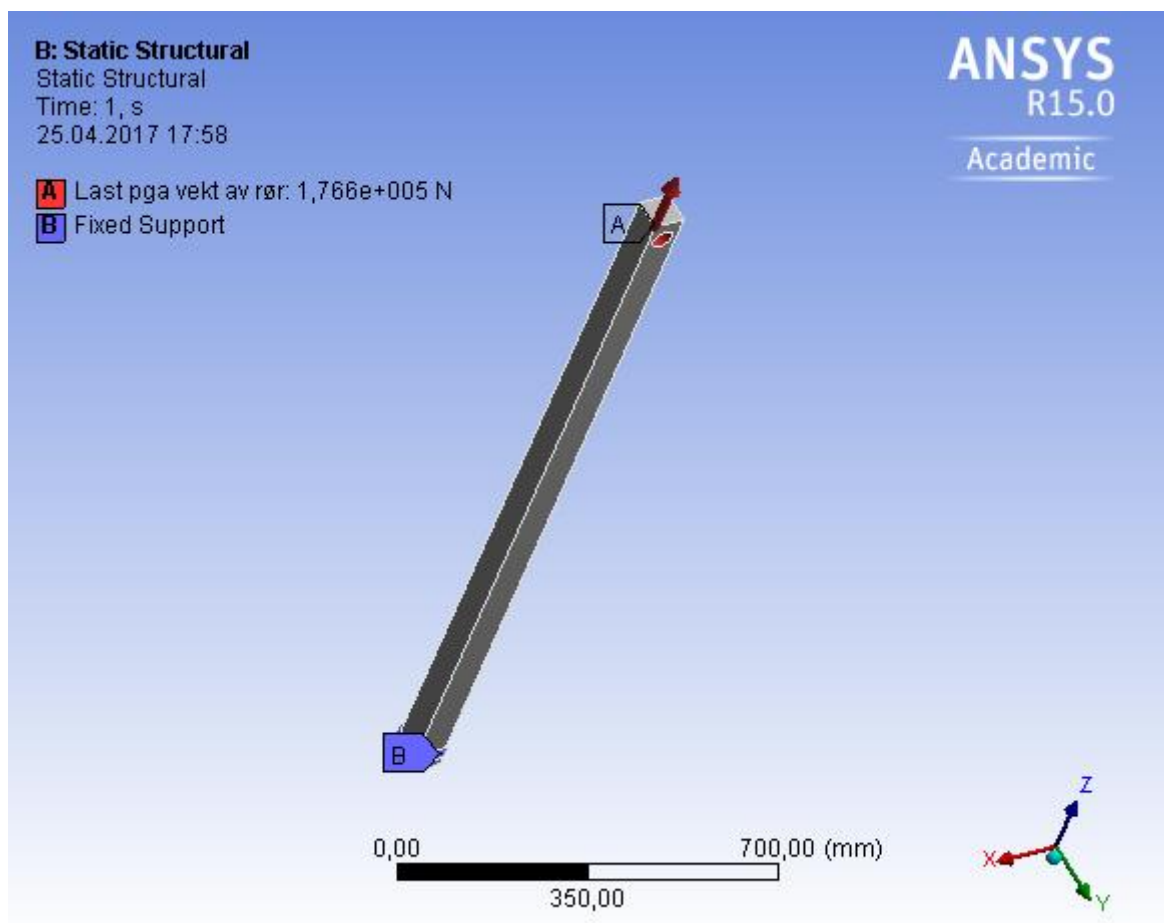 B: Static Structural
Static Structural
Time: 1, s
25.04.2017 17:58
A Last pga vekt av rør: 1,766e+005 N
B Fixed Support
ANSYS
R15.0
Academic
A
B
0,00 700,00 (mm)
350,00
Z
X
Y